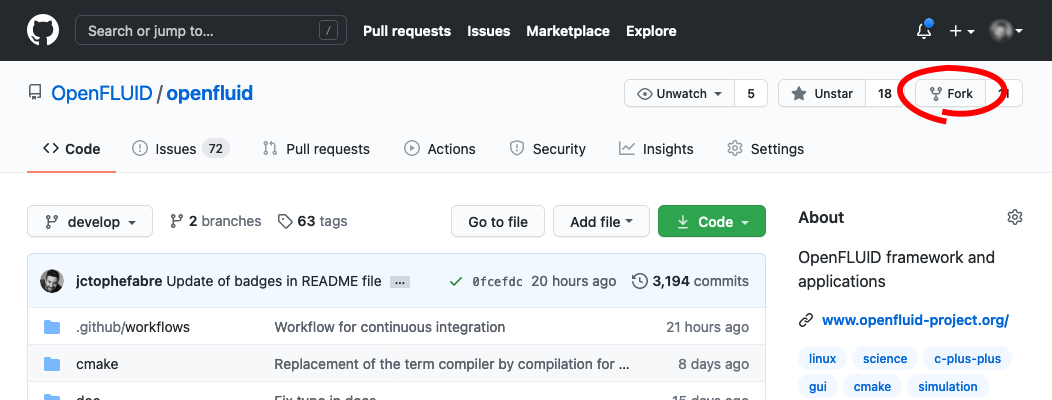 Search or jump to... / Pull requests Issues Marketplace Explore
OpenFLUID / openfluid Unwatch 5 Unstar 18 Fork
Code Issues 72 Pull requests Actions Security Insights Settings
develop 2 branches 63 tags Go to file Add file Code About
jctophefabre Update of badges in README file ... 0fcefdc 20 hours ago 3,194 commits
OpenFLUID framework and
applications
.github/workflows Workflow for continuous integration 21 hours ago
www.openfluid-project.org/
cmake Replacement of the term compiler by compilation for ... 8 days ago
linux science c-plus-plus
gui cmake simulation